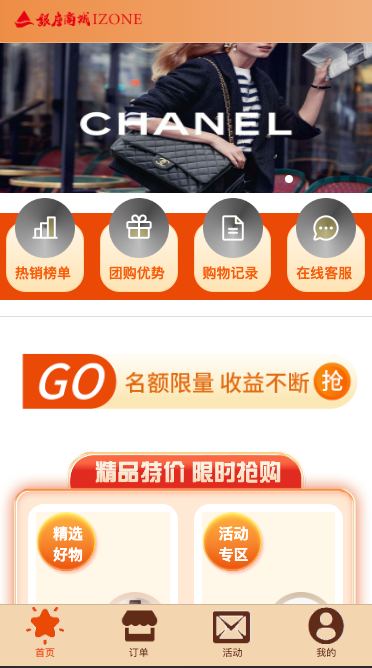 银座商城IZONE
CHANEL
热销榜单
团购优势
购物记录
在线客服
GO 名额限量 收益不断 抢
精品特价 限时抢购
精选
好物
活动
专区
首页
订单
活动
我的